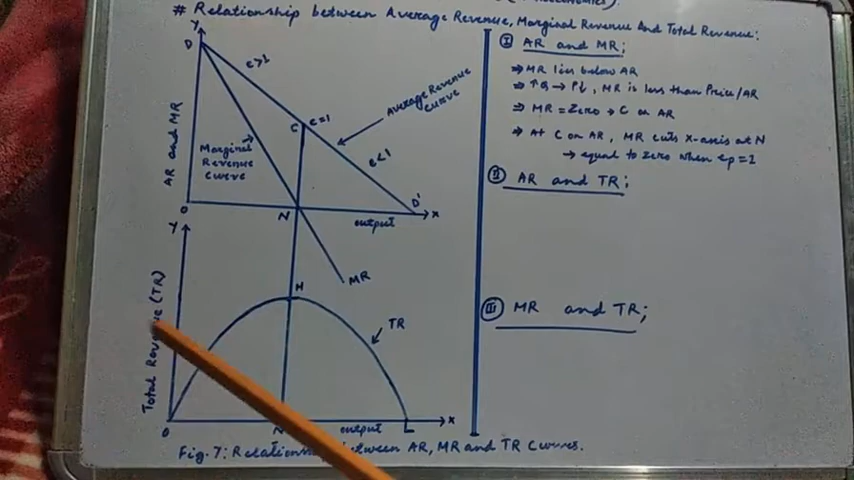 # Relationship between Average Revenue, Marginal Revenue And Total Revenue:
Y
D
e>1
AR and MR
C e=1
Average Revenue
curve
Marginal
Revenue
curve
e<1
O
N
D'
X
output
MR
Y
Total Revenue (TR)
H
TR
O
N
output
L
X
Fig. 7: Relationship between AR, MR and TR Curves.
I AR and MR;
⇒ MR lies below AR
⇒ ↑Q → P↓, MR is less than Price/AR
⇒ MR = Zero → C on AR
⇒ At C on AR, MR cuts X-axis at N
→ equal to zero when ep=1
II AR and TR;
III MR and TR;